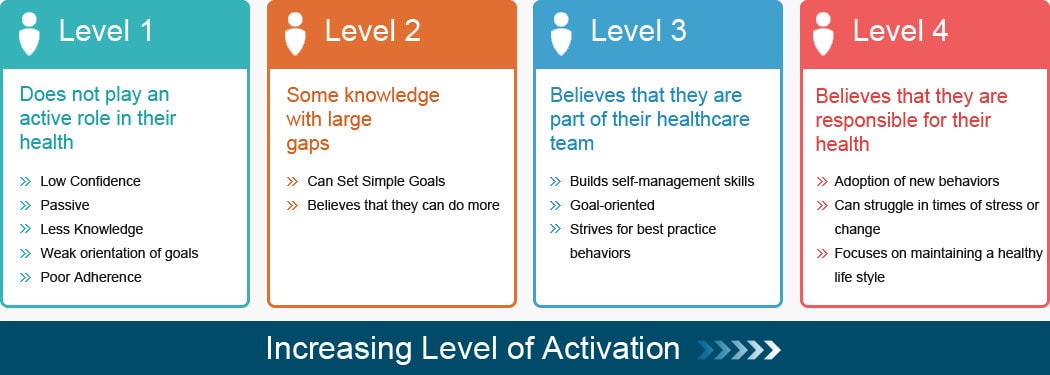 Level 1
Does not play an
active role in their
health
Low Confidence
Passive
Less Knowledge
Weak orientation of goals
Poor Adherence
Level 2
Some knowledge
with large
gaps
Can Set Simple Goals
Believes that they can do more
Level 3
Believes that they are
part of their healthcare
team
Builds self-management skills
Goal-oriented
Strives for best practice
behaviors
Level 4
Believes that they are
responsible for their
health
Adoption of new behaviors
Can struggle in times of stress or
change
Focuses on maintaining a healthy
life style
Increasing Level of Activation